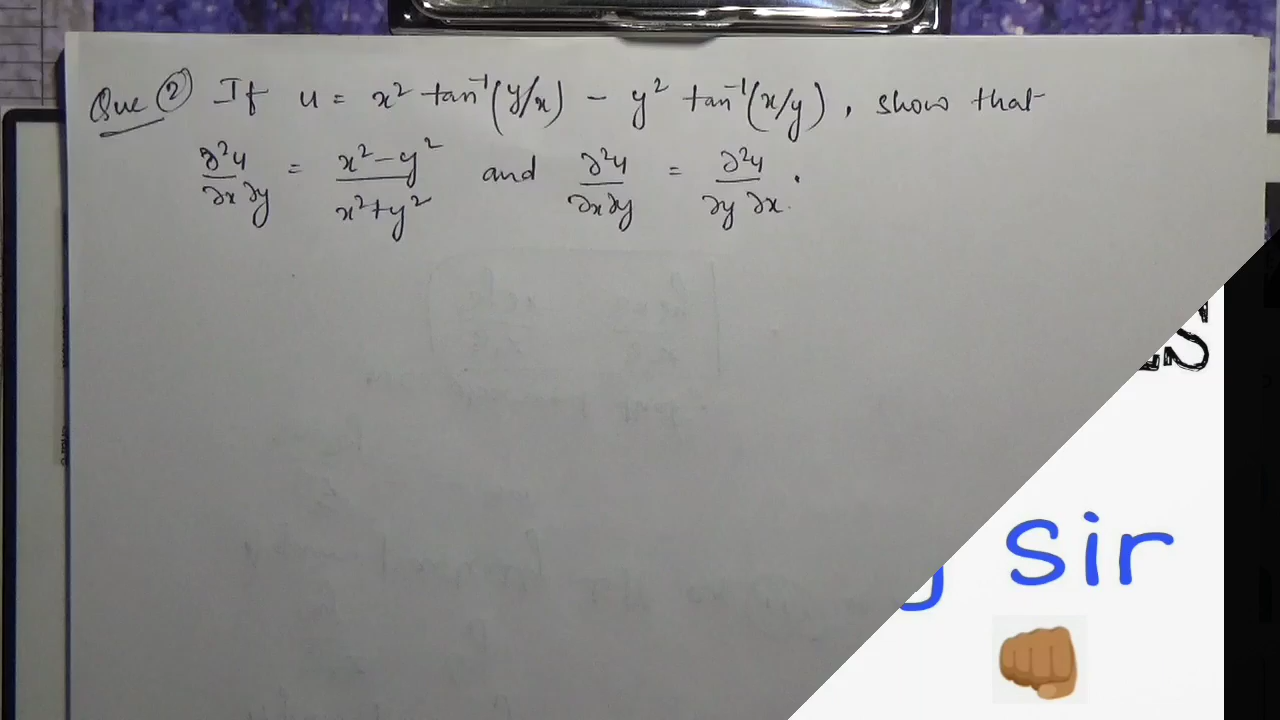 Que ② If u = x² tan⁻¹(y/x) − y² tan⁻¹(x/y), show that
∂²u/∂x∂y = x²−y²/x²+y² and ∂²u/∂x∂y = ∂²u/∂y ∂x.
Sir